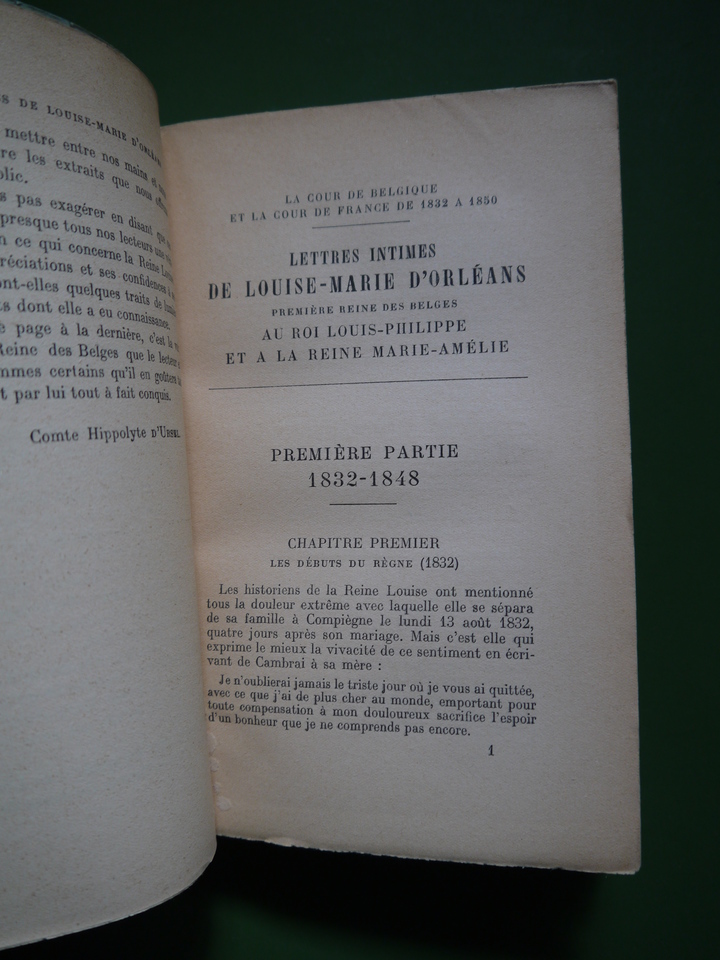 S DE LOUISE-MARIE D'ORLÉANS
mettre entre nos mains et
re les extraits que nous
blic.
s pas exagérer en disant que
presque tous nos lecteurs une
n ce qui concerne la Reine
réciations et ses confidences
ont-elles quelques traits de
ts dont elle a eu connaissance.
e page à la dernière, c'est la
Reine des Belges que le lecteur
mmes certains qu'il en goûtera
t par lui tout à fait conquis.
Comte Hippolyte D'URSEL
LA COUR DE BELGIQUE
ET LA COUR DE FRANCE DE 1832 A 1850
LETTRES INTIMES
DE LOUISE-MARIE D'ORLÉANS
PREMIÈRE REINE DES BELGES
AU ROI LOUIS-PHILIPPE
ET A LA REINE MARIE-AMÉLIE
PREMIÈRE PARTIE
1832-1848
CHAPITRE PREMIER
LES DÉBUTS DU RÈGNE (1832)
Les historiens de la Reine Louise ont mentionné
tous la douleur extrême avec laquelle elle se sépara
de sa famille à Compiègne le lundi 13 août 1832,
quatre jours après son mariage. Mais c'est elle qui
exprime le mieux la vivacité de ce sentiment en écri-
vant de Cambrai à sa mère :
Je n'oublierai jamais le triste jour où je vous ai quittée,
avec ce que j'ai de plus cher au monde, emportant pour
toute compensation à mon douloureux sacrifice l'espoir
d'un bonheur que je ne comprends pas encore.
1